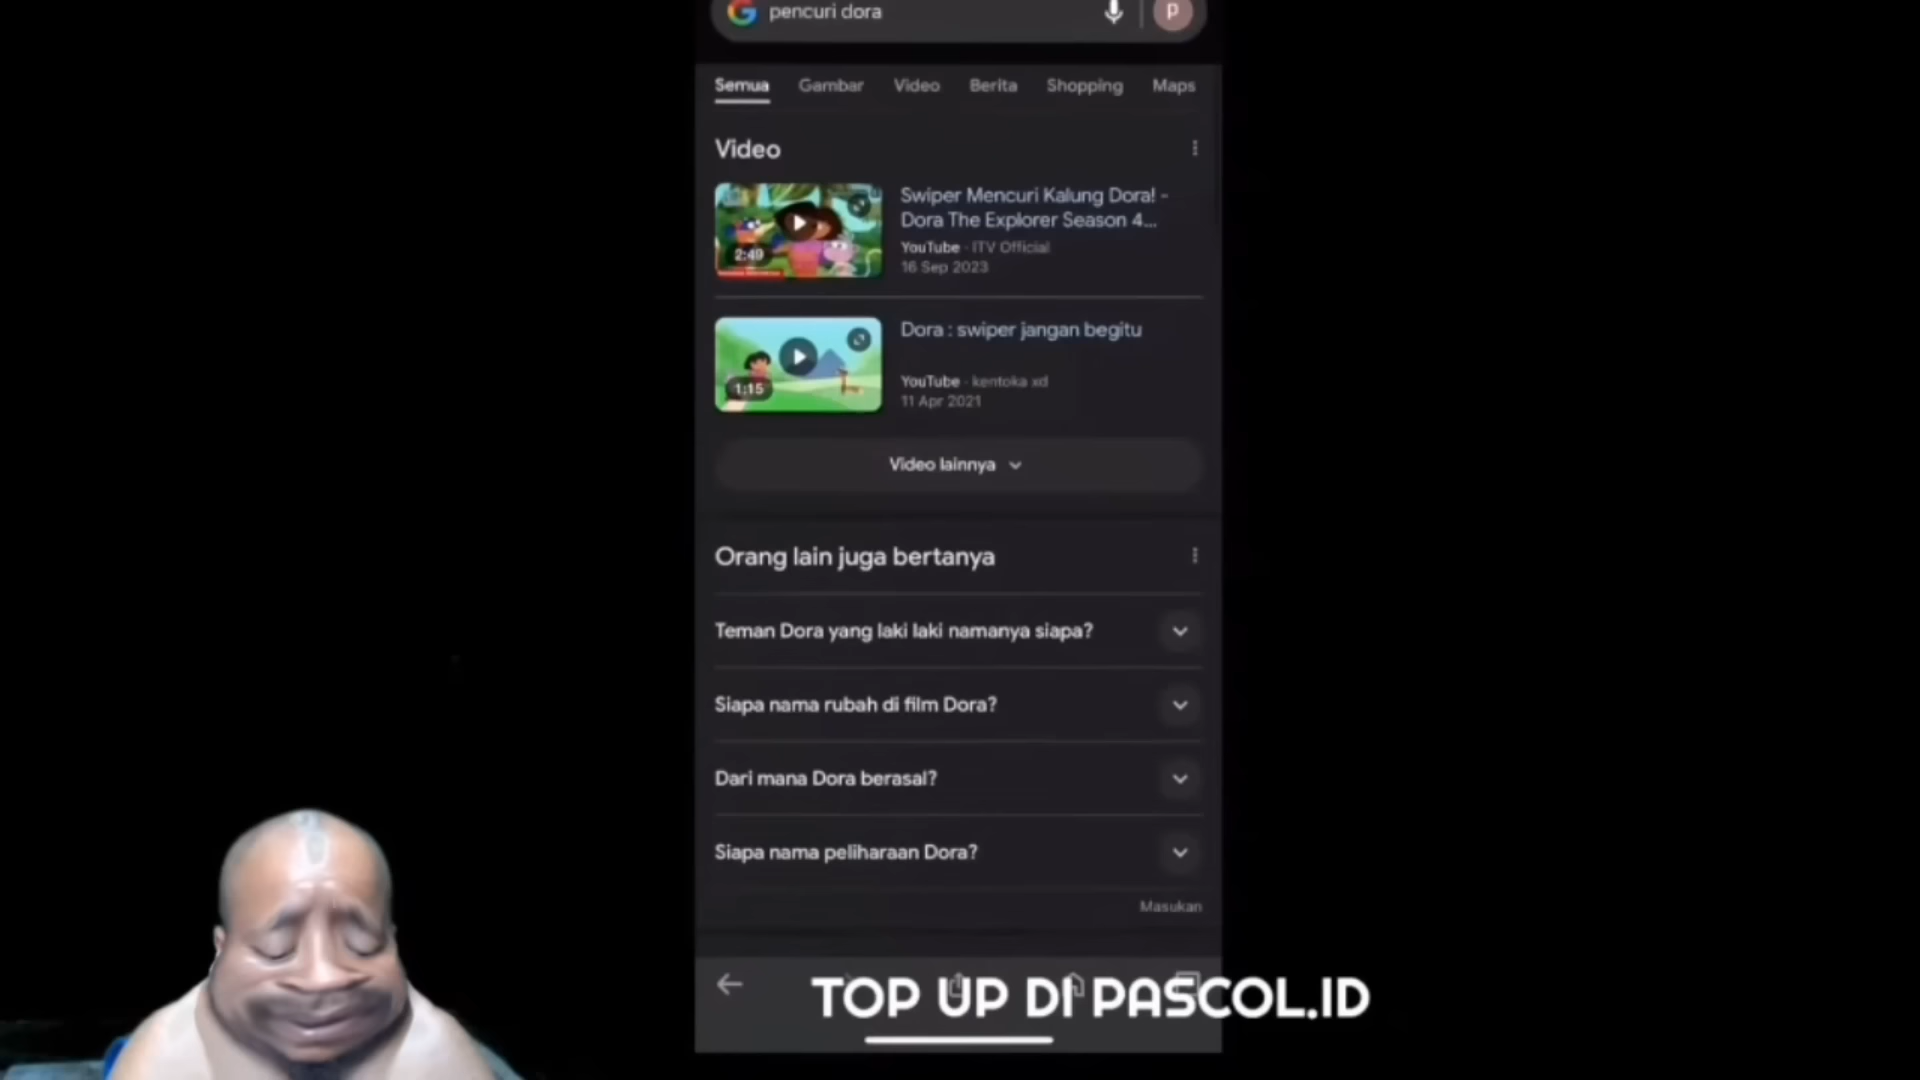 pencuri dora
P
Semua Gambar Video Berita Shopping Maps
Video
2:49
Swiper Mencuri Kalung Dora! -
Dora The Explorer Season 4...
YouTube · ITV Official
16 Sep 2023
1:15
Dora : swiper jangan begitu
YouTube · kentoka xd
11 Apr 2021
Video lainnya
Orang lain juga bertanya
Teman Dora yang laki laki namanya siapa?
Siapa nama rubah di film Dora?
Dari mana Dora berasal?
Siapa nama peliharaan Dora?
Masukan
TOP UP DI PASCOL.ID